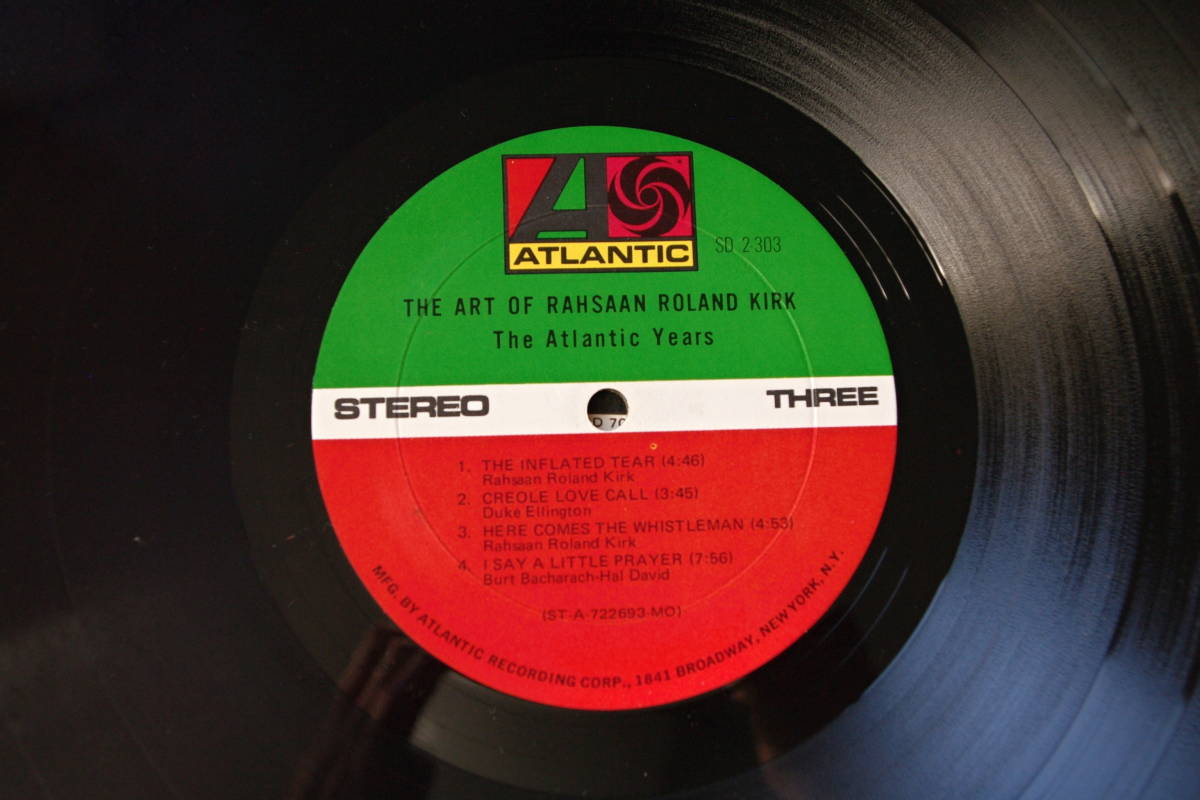 ATLANTIC
SD 2-303
THE ART OF RAHSAAN ROLAND KIRK
The Atlantic Years
STEREO
THREE
D 70
1. THE INFLATED TEAR (4:46)
Rahsaan Roland Kirk
2. CREOLE LOVE CALL (3:45)
Duke Ellington
3. HERE COMES THE WHISTLEMAN (4:53)
Rahsaan Roland Kirk
4. I SAY A LITTLE PRAYER (7:56)
Burt Bacharach-Hal David
(ST-A-722693-MO)
MFG. BY ATLANTIC RECORDING CORP., 1841 BROADWAY, NEW YORK, N.Y.